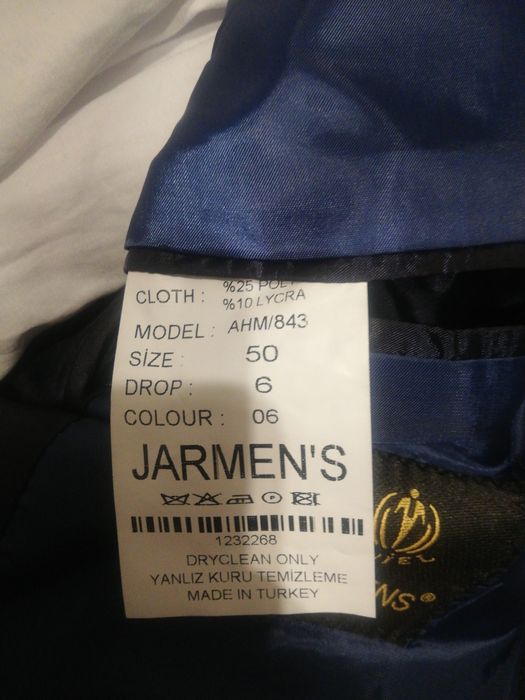 CLOTH : %25 POLY
%10 LYCRA
MODEL : AHM/843
SİZE : 50
DROP : 6
COLOUR : 06
JARMEN'S
1232268
DRYCLEAN ONLY
YANLIZ KURU TEMİZLEME
MADE IN TURKEY